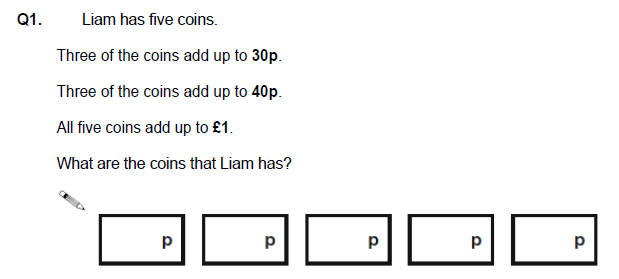 Q1. Liam has five coins.
Three of the coins add up to 30p.
Three of the coins add up to 40p.
All five coins add up to £1.
What are the coins that Liam has?
p p p p p